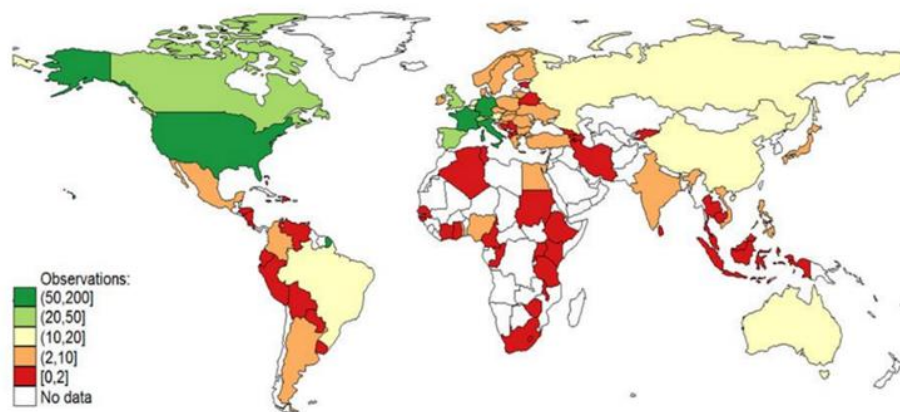 Observations:
(50,200]
(20,50]
(10,20]
(2,10]
[0,2]
No data